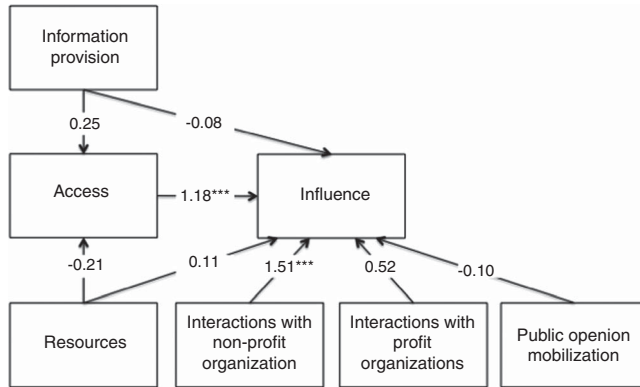 Information
provision
0.25
-0.08
Access
1.18***
Influence
-0.21
0.11
1.51***
0.52
-0.10
Resources
Interactions with
non-profit
organization
Interactions with
profit
organizations
Public openion
mobilization